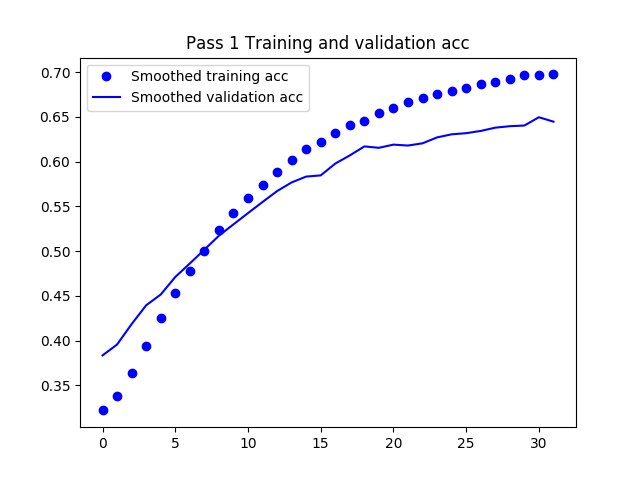 Pass 1 Training and validation acc
Smoothed training acc
Smoothed validation acc
0.70
0.65
0.60
0.55
0.50
0.45
0.40
0.35
0 5 10 15 20 25 30